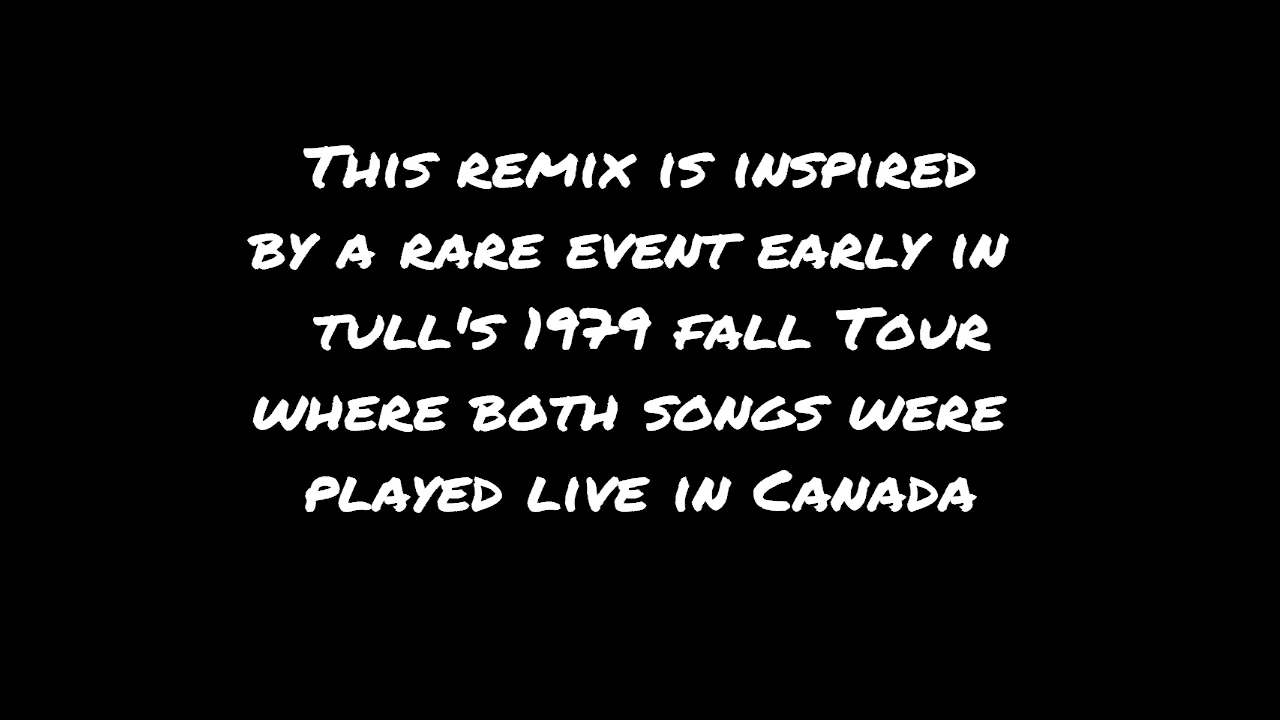 This remix is inspired
by a rare event early in
tull's 1979 fall Tour
where both songs were
played live in Canada